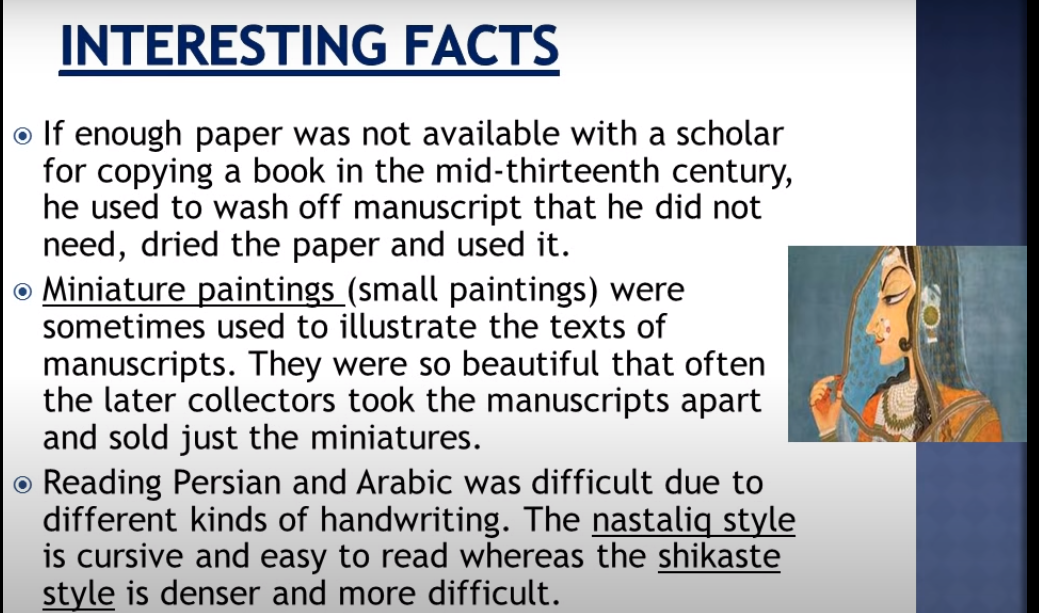 INTERESTING FACTS
If enough paper was not available with a scholar
for copying a book in the mid-thirteenth century,
he used to wash off manuscript that he did not
need, dried the paper and used it.
Miniature paintings (small paintings) were
sometimes used to illustrate the texts of
manuscripts. They were so beautiful that often
the later collectors took the manuscripts apart
and sold just the miniatures.
Reading Persian and Arabic was difficult due to
different kinds of handwriting. The nastaliq style
is cursive and easy to read whereas the shikaste
style is denser and more difficult.